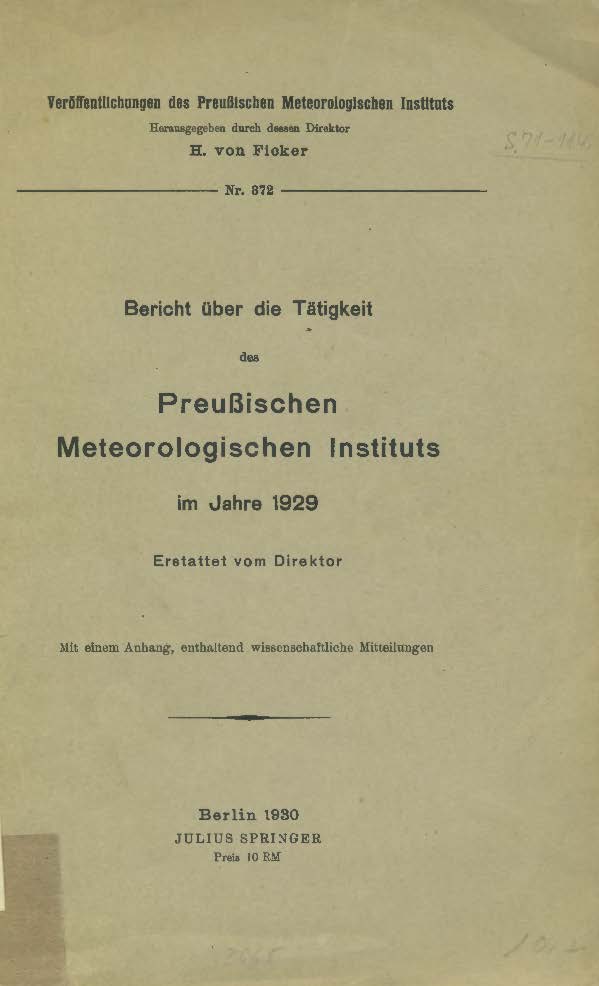 Veröffentlichungen des Preußischen Meteorologischen Instituts
Herausgegeben durch dessen Direktor
H. von Ficker
S. 71-114.
Nr. 372
Bericht über die Tätigkeit
des
Preußischen
Meteorologischen Instituts
im Jahre 1929
Erstattet vom Direktor
Mit einem Anhang, enthaltend wissenschaftliche Mitteilungen
Berlin 1930
JULIUS SPRINGER
Preis 10 RM